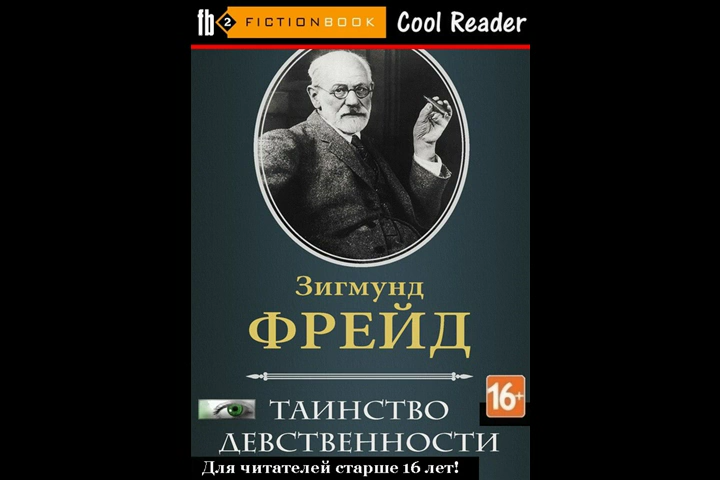 fb2 FICTIONBOOK Cool Reader
Зигмунд
ФРЕЙД
16+
ТАИНСТВО
ДЕВСТВЕННОСТИ
Для читателей старше 16 лет!